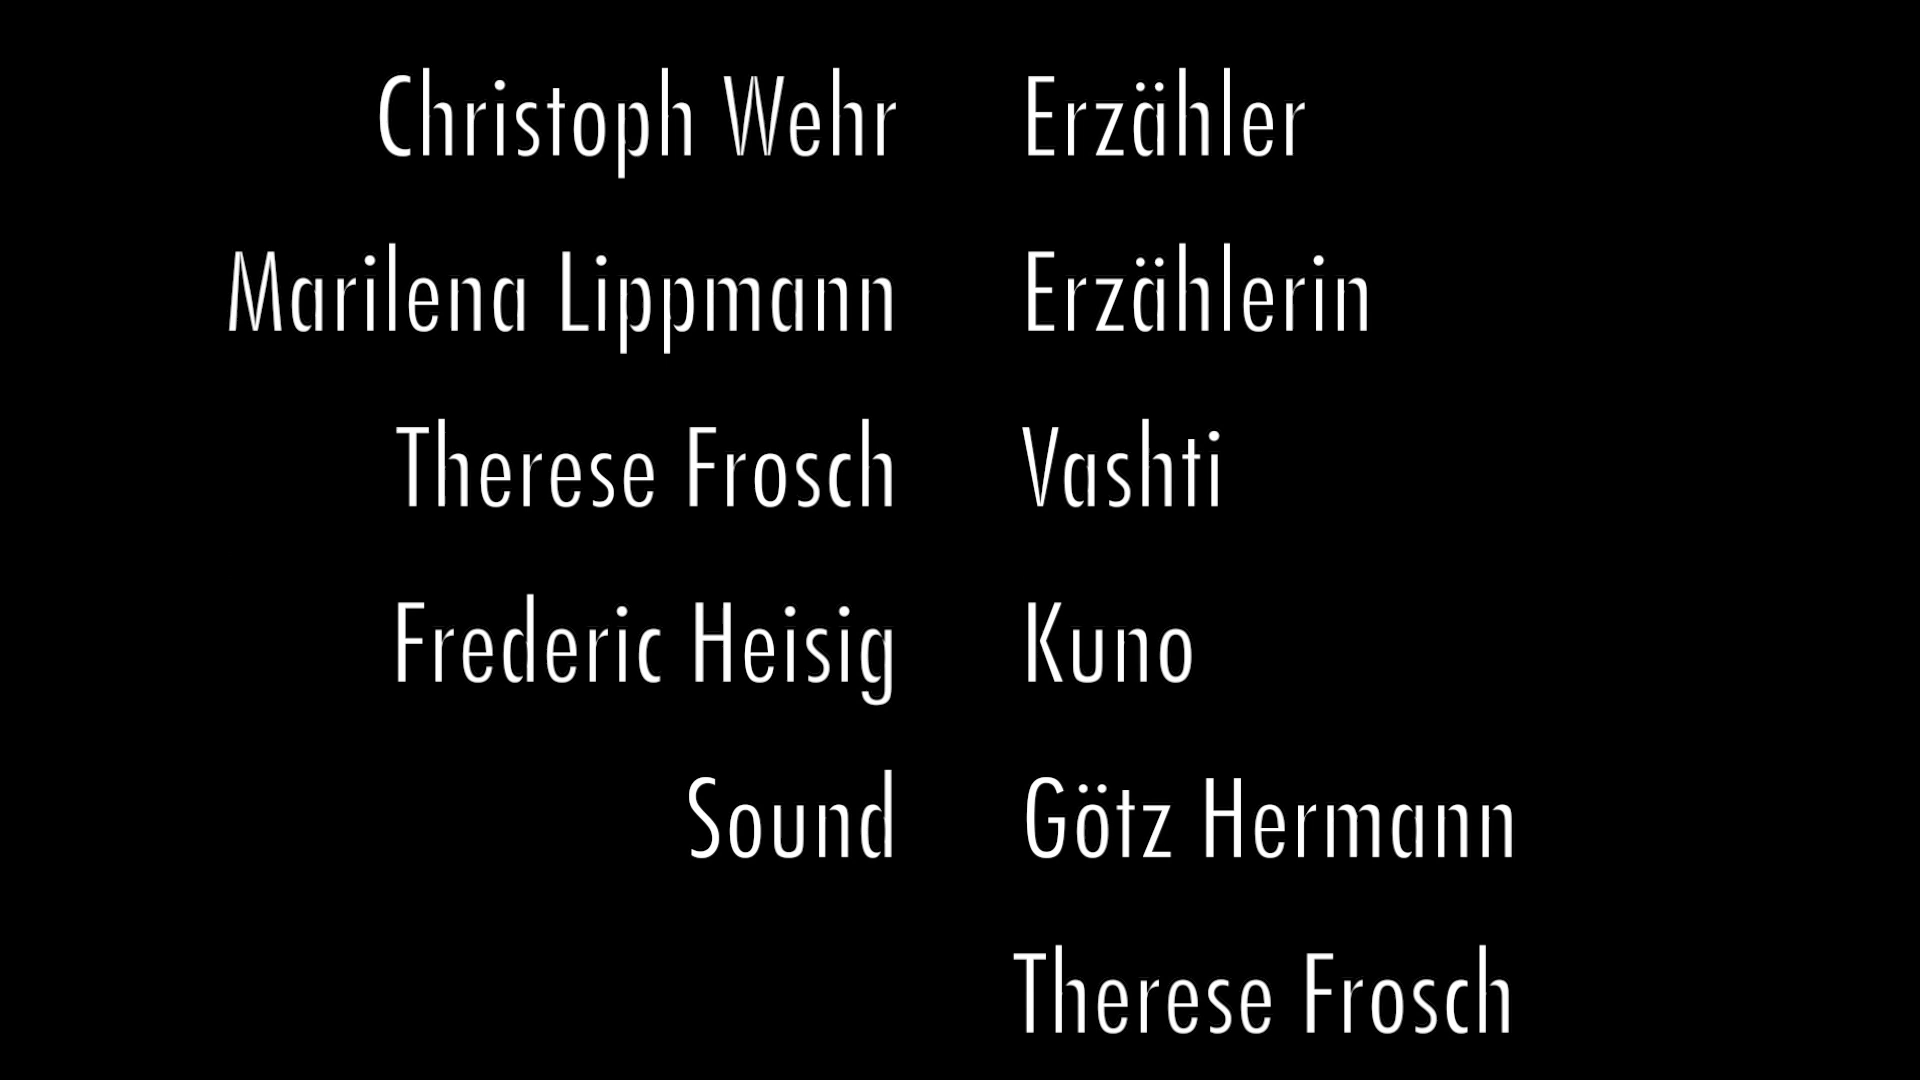 Christoph Wehr Erzähler
Marilena Lippmann Erzählerin
Therese Frosch Vashti
Frederic Heisig Kuno
Sound Götz Hermann
Therese Frosch